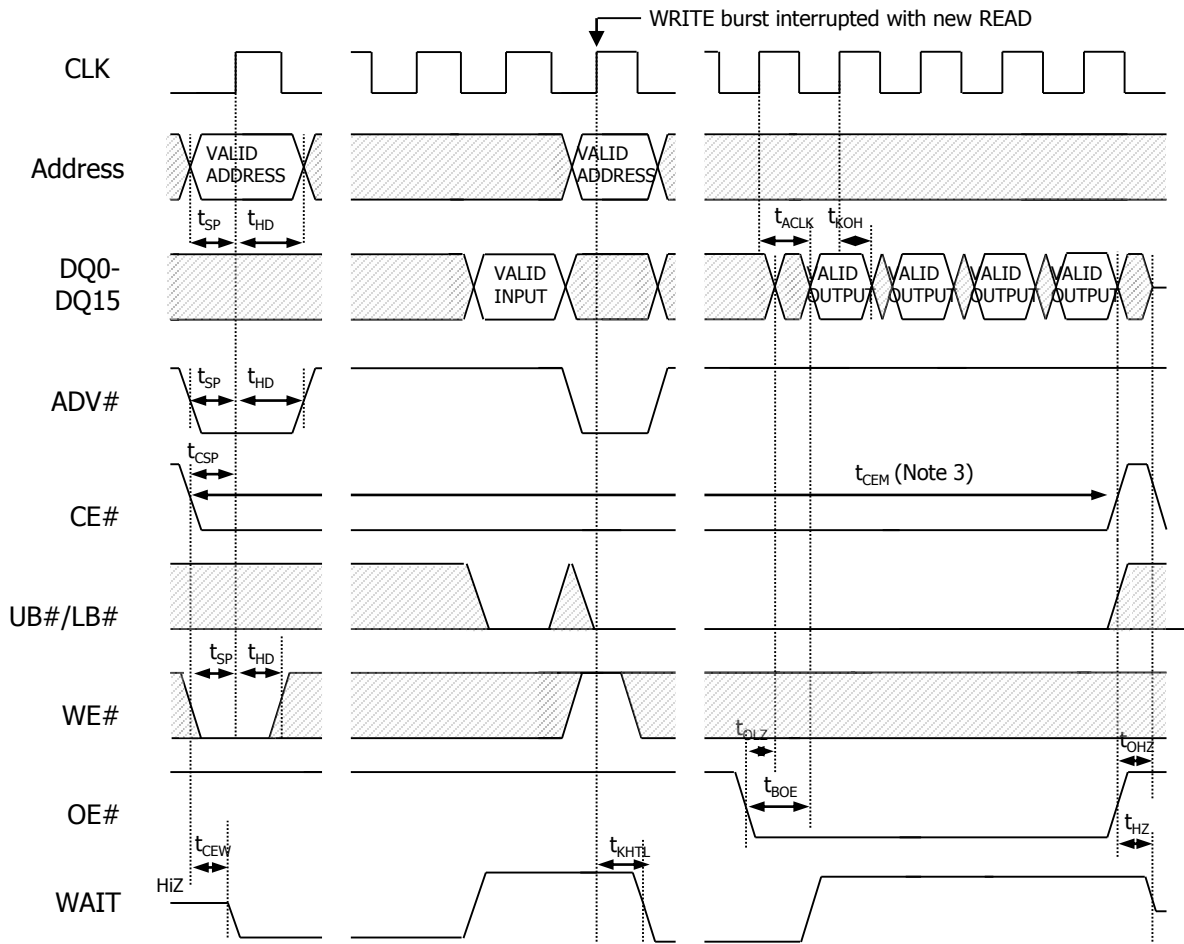 WRITE burst interrupted with new READ
CLK
Address
VALID
ADDRESS
VALID
ADDRESS
tSP
tHD
tACLK
tKOH
DQ0-
DQ15
VALID
INPUT
ALID
OUTPUT
VALID
OUTPUT
VALID
OUTPUT
VALID
OUTPUT
ADV#
tSP
tHD
tCSP
tCEM (Note 3)
CE#
UB#/LB#
tSP
tHD
WE#
tOLZ
tOHZ
OE#
tBOE
tHZ
tCEW
tKHTL
HiZ
WAIT